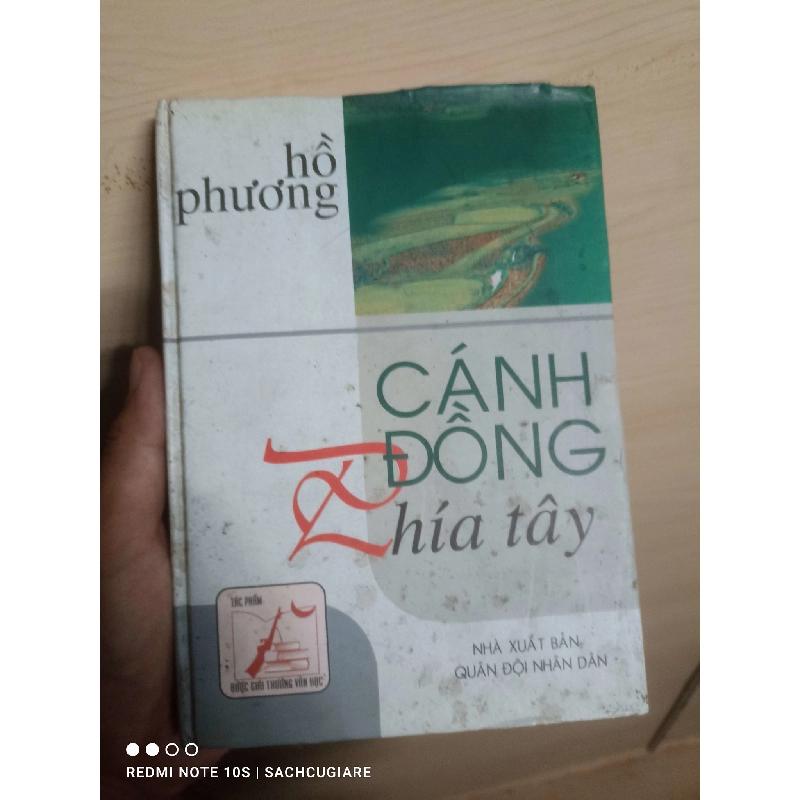 hồ
phương
CÁNH
ĐỒNG
Phía tây
TÁC PHẨM
ĐƯỢC GIẢI THƯỞNG VĂN HỌC
NHÀ XUẤT BẢN
QUÂN ĐỘI NHÂN DÂN
REDMI NOTE 10S | SACHCUGIARE